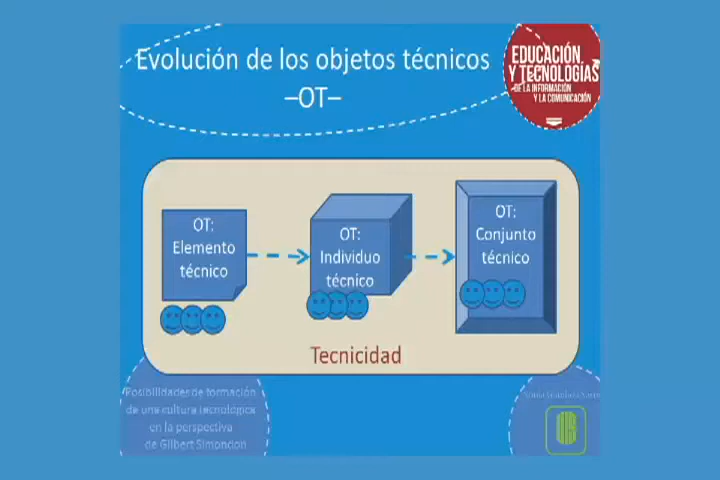 Evolución de los objetos técnicos
–OT–
EDUCACIÓN
Y TECNOLOGÍAS
DE LA INFORMACIÓN
Y LA COMUNICACIÓN
OT:
Elemento
técnico
OT:
Individuo
técnico
OT:
Conjunto
técnico
Tecnicidad
Posibilidades de formación
de una cultura tecnológica
en la perspectiva
de Gilbert Simondon